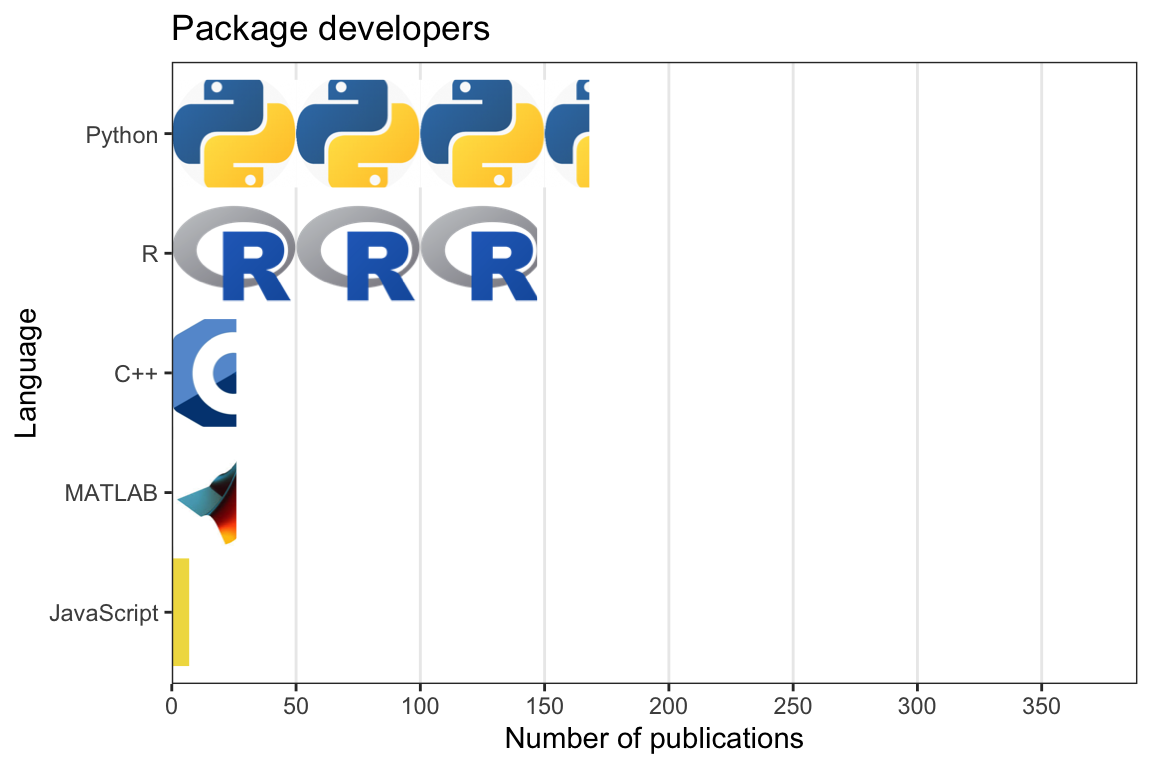 Package developers
Python
R
C++
MATLAB
JavaScript
Language
R R R
0 50 100 150 200 250 300 350
Number of publications